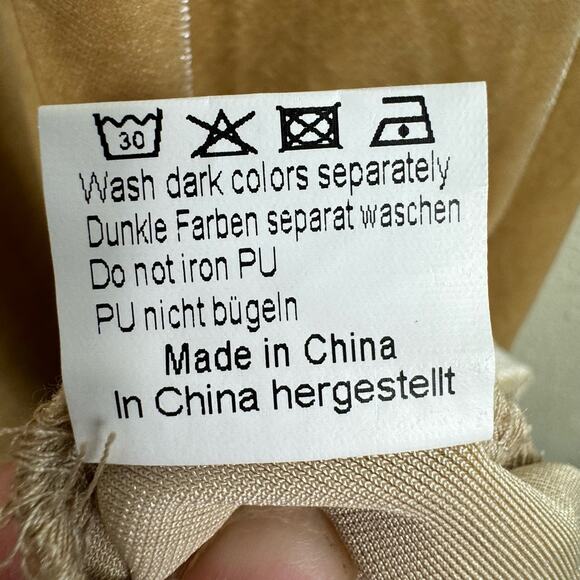 30
Wash dark colors separately
Dunkle Farben separat waschen
Do not iron PU
PU nicht bügeln
Made in China
In China hergestellt